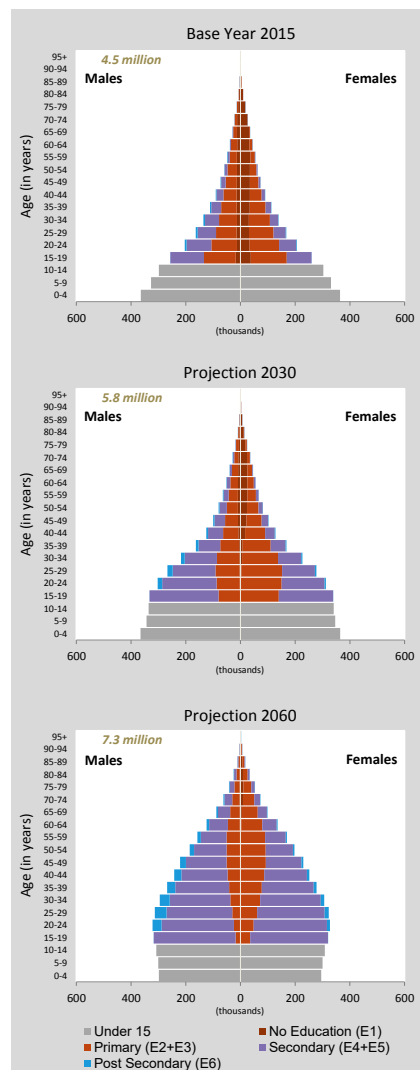 Base Year 2015
4.5 million
Males
Females
Age (in years)
95+
90-94
85-89
80-84
75-79
70-74
65-69
60-64
55-59
50-54
45-49
40-44
35-39
30-34
25-29
20-24
15-19
10-14
5-9
0-4
600 400 200 0 200 400 600
(thousands)
Projection 2030
5.8 million
Males
Females
Age (in years)
95+
90-94
85-89
80-84
75-79
70-74
65-69
60-64
55-59
50-54
45-49
40-44
35-39
30-34
25-29
20-24
15-19
10-14
5-9
0-4
600 400 200 0 200 400 600
(thousands)
Projection 2060
7.3 million
Males
Females
Age (in years)
95+
90-94
85-89
80-84
75-79
70-74
65-69
60-64
55-59
50-54
45-49
40-44
35-39
30-34
25-29
20-24
15-19
10-14
5-9
0-4
600 400 200 0 200 400 600
(thousands)
Under 15 No Education (E1)
Primary (E2+E3) Secondary (E4+E5)
Post Secondary (E6)